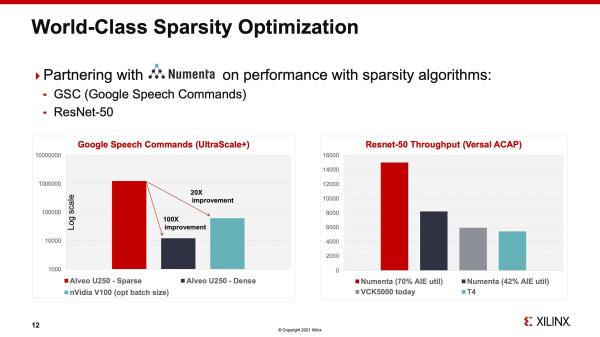 World-Class Sparsity Optimization
Partnering with Numenta on performance with sparsity algorithms:
- GSC (Google Speech Commands)
- ResNet-50
Google Speech Commands (UltraScale+)
10000000
1000000
100000
10000
1000
Log scale
20X
improvement
100X
improvement
Alveo U250 - Sparse
Alveo U250 - Dense
nVidia V100 (opt batch size)
Resnet-50 Throughput (Versal ACAP)
16000
14000
12000
10000
8000
6000
4000
2000
0
Numenta (70% AIE util)
Numenta (42% AIE util)
VCK5000 today
T4
12
© Copyright 2021 Xilinx
XILINX.